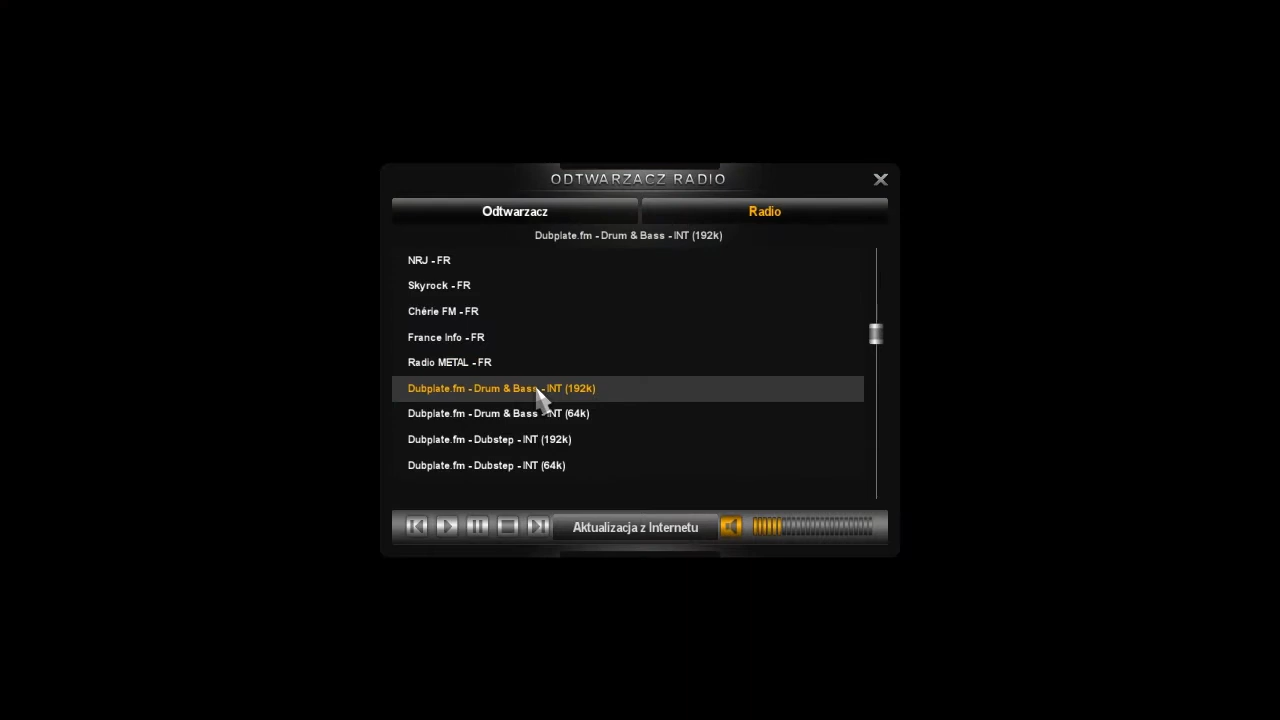 ODTWARZACZ RADIO
Odtwarzacz
Radio
Dubplate.fm - Drum & Bass - INT (192k)
NRJ - FR
Skyrock - FR
Chérie FM - FR
France Info - FR
Radio METAL - FR
Dubplate.fm - Drum & Bass - INT (192k)
Dubplate.fm - Drum & Bass - INT (64k)
Dubplate.fm - Dubstep - INT (192k)
Dubplate.fm - Dubstep - INT (64k)
Aktualizacja z Internetu